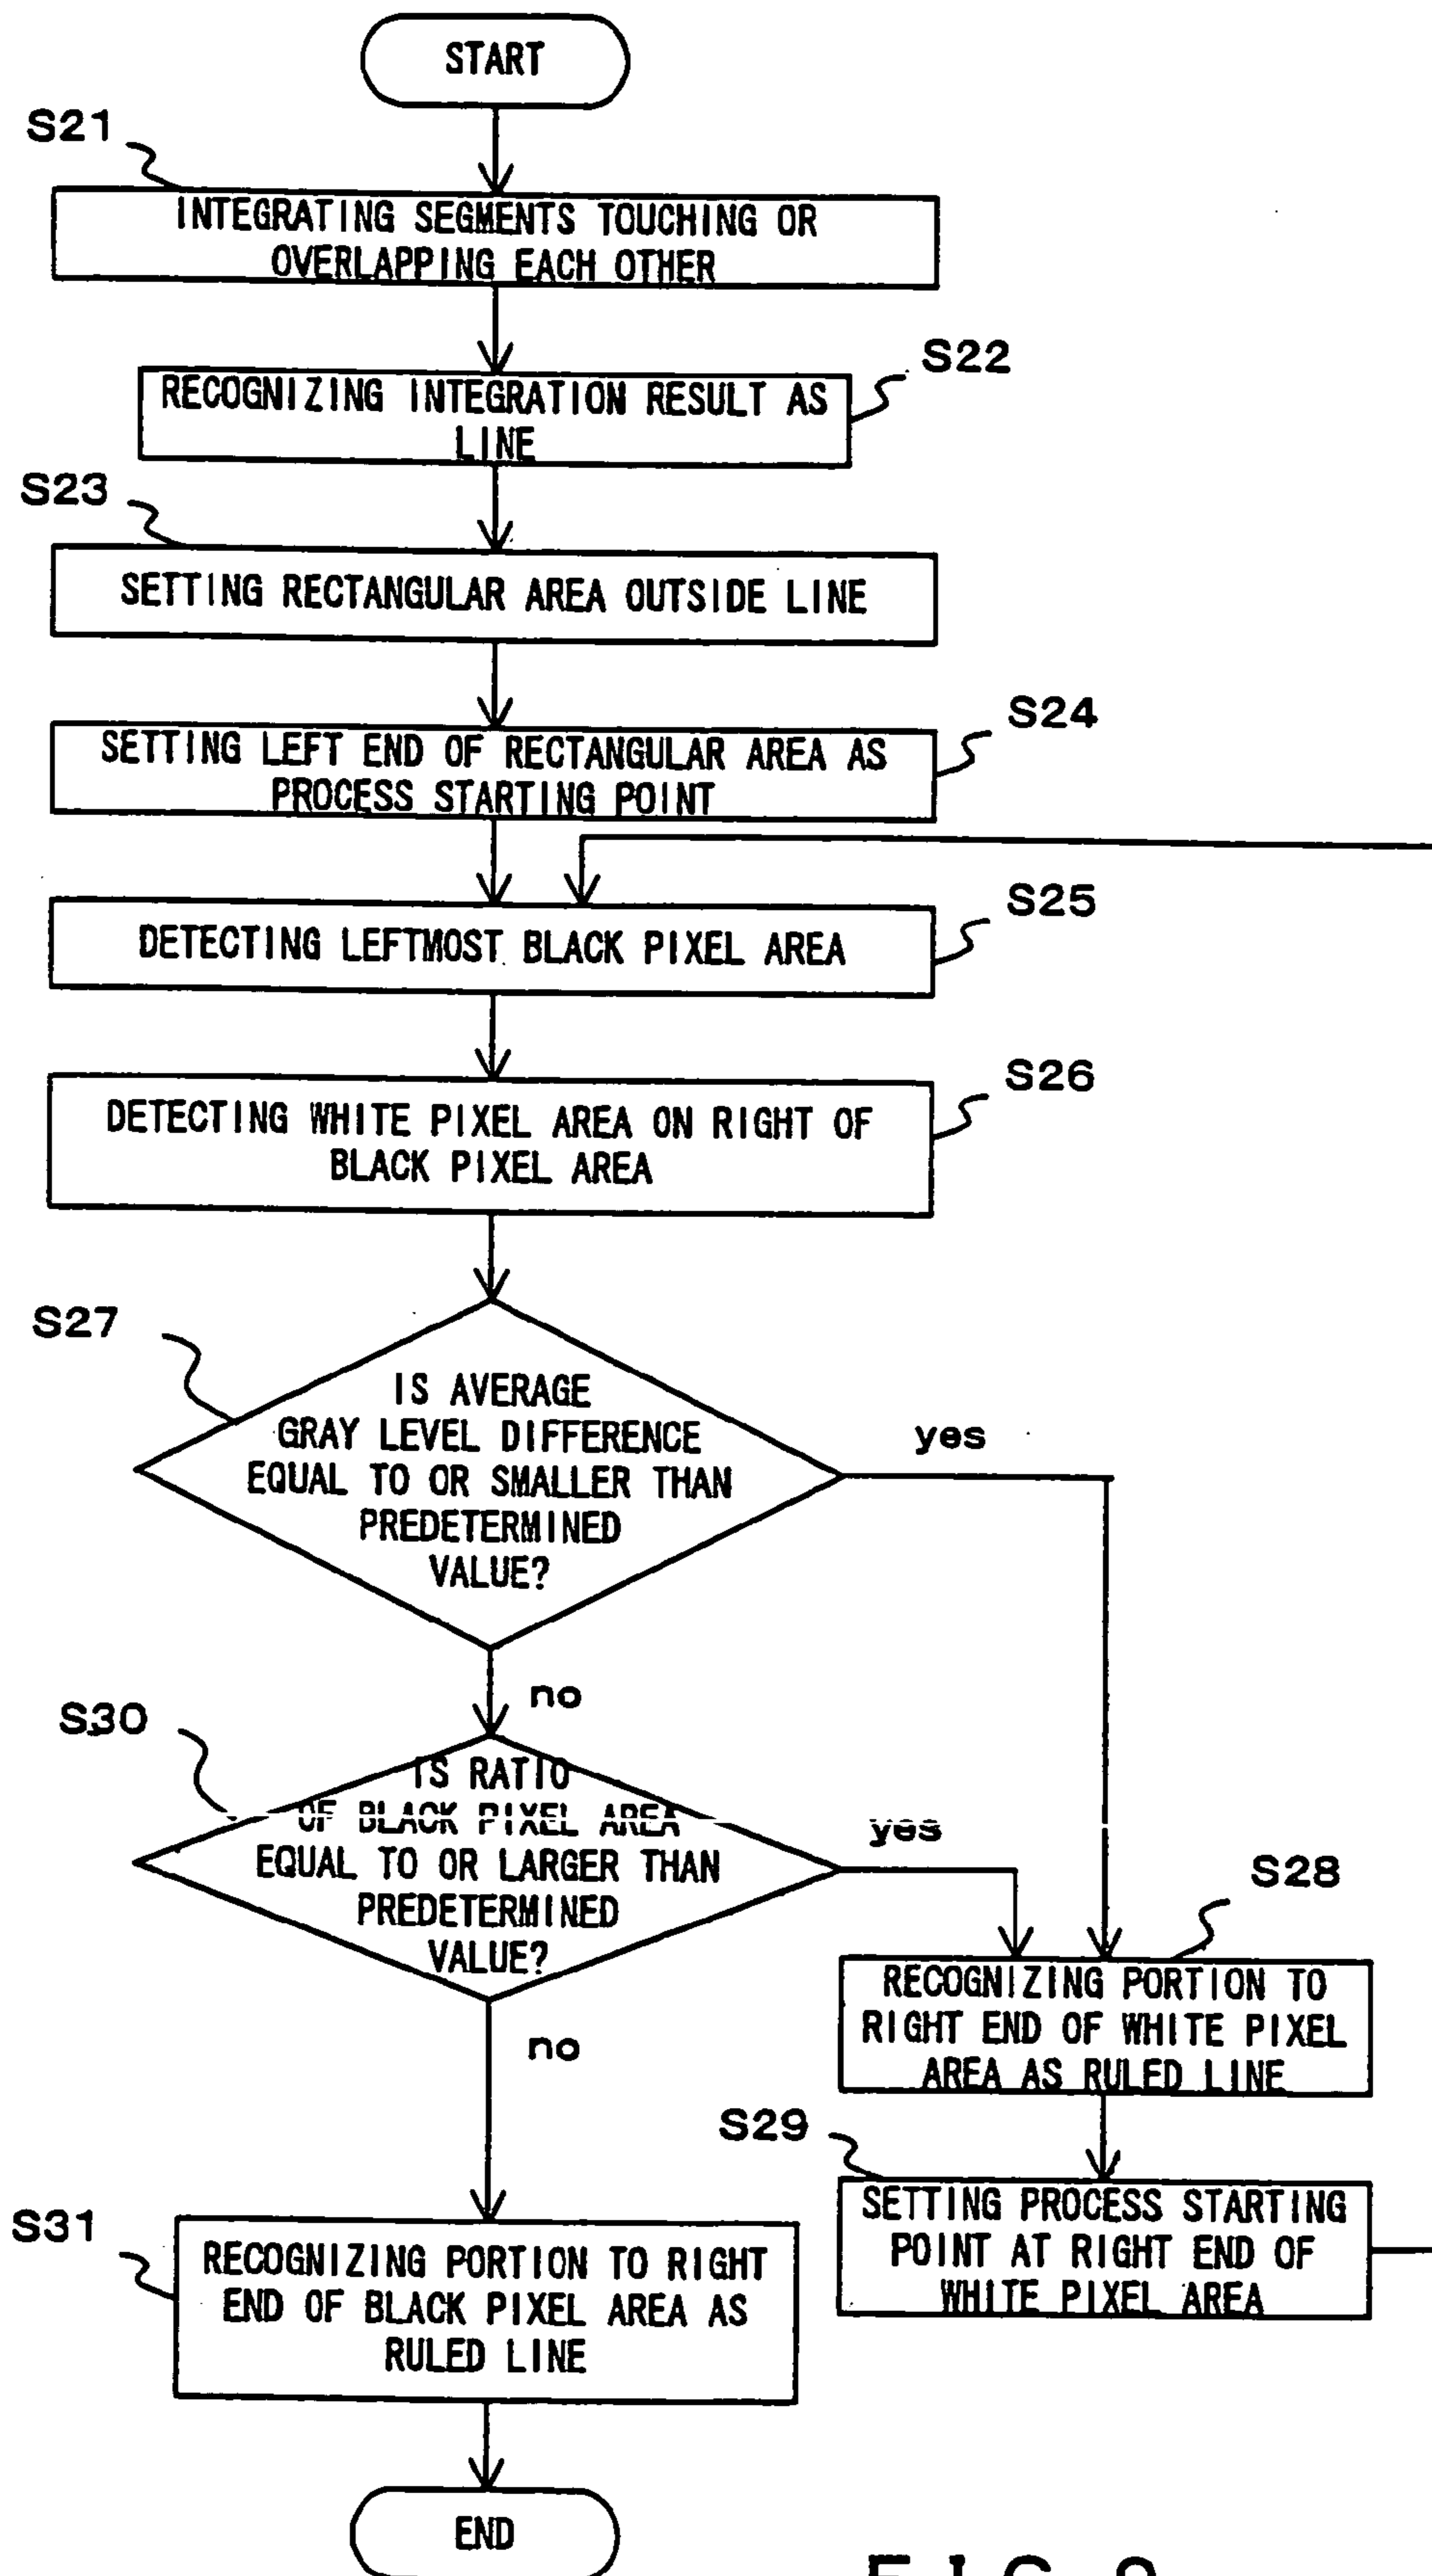 START
S21
INTEGRATING SEGMENTS TOUCHING OR
OVERLAPPING EACH OTHER
S22
RECOGNIZING INTEGRATION RESULT AS
LINE
S23
SETTING RECTANGULAR AREA OUTSIDE LINE
S24
SETTING LEFT END OF RECTANGULAR AREA AS
PROCESS STARTING POINT
S25
DETECTING LEFTMOST BLACK PIXEL AREA
S26
DETECTING WHITE PIXEL AREA ON RIGHT OF
BLACK PIXEL AREA
S27
IS AVERAGE
GRAY LEVEL DIFFERENCE
EQUAL TO OR SMALLER THAN
PREDETERMINED
VALUE?
yes
no
S30
IS RATIO
OF BLACK PIXEL AREA
EQUAL TO OR LARGER THAN
PREDETERMINED
VALUE?
yes
no
S28
RECOGNIZING PORTION TO
RIGHT END OF WHITE PIXEL
AREA AS RULED LINE
S29
SETTING PROCESS STARTING
POINT AT RIGHT END OF
WHITE PIXEL AREA
S31
RECOGNIZING PORTION TO RIGHT
END OF BLACK PIXEL AREA AS
RULED LINE
END
FIG.